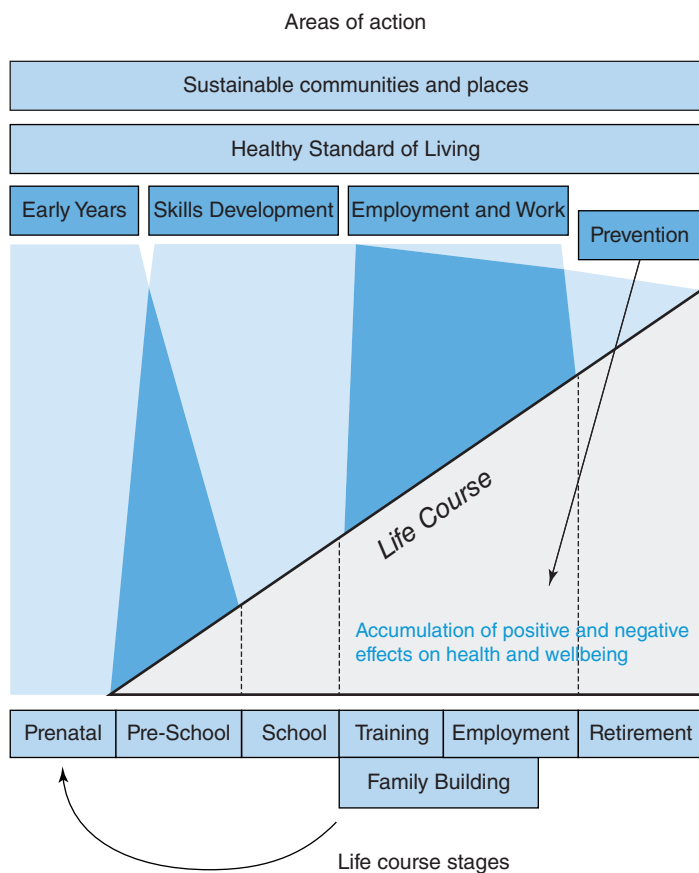 Areas of action
Sustainable communities and places
Healthy Standard of Living
Early Years
Skills Development
Employment and Work
Prevention
Life Course
Accumulation of positive and negative
effects on health and wellbeing
Prenatal
Pre-School
School
Training
Employment
Retirement
Family Building
Life course stages